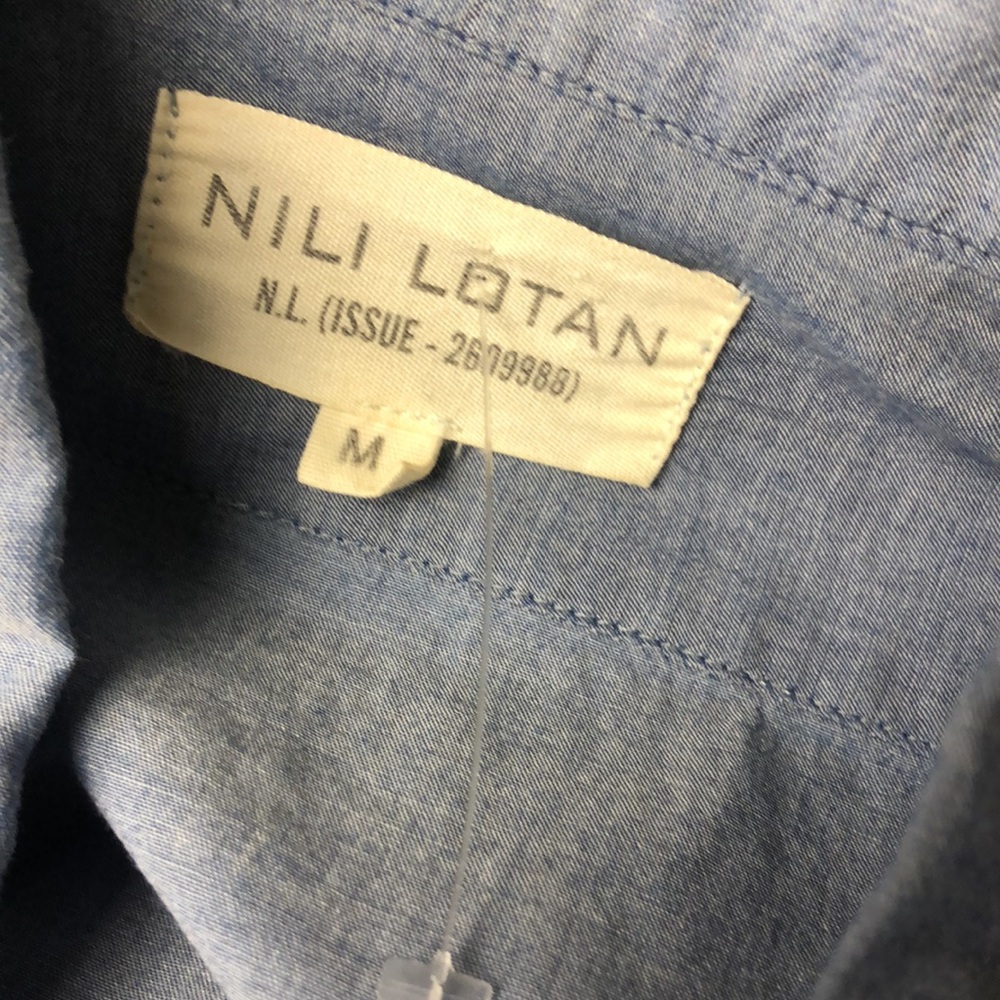 NILI LOTAN
N.L. (ISSUE - 2609988)
M